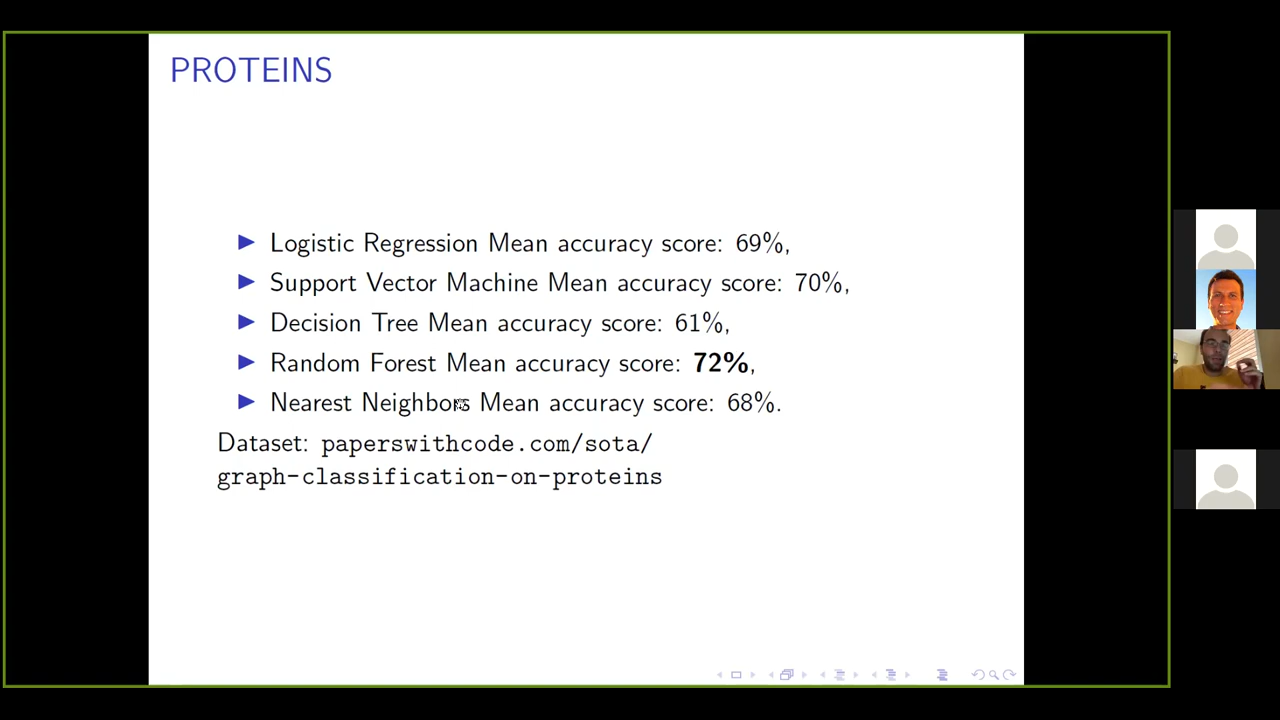 PROTEINS
Logistic Regression Mean accuracy score: 69%,
Support Vector Machine Mean accuracy score: 70%,
Decision Tree Mean accuracy score: 61%,
Random Forest Mean accuracy score: 72%,
Nearest Neighbors Mean accuracy score: 68%.
Dataset: paperswithcode.com/sota/
graph-classification-on-proteins